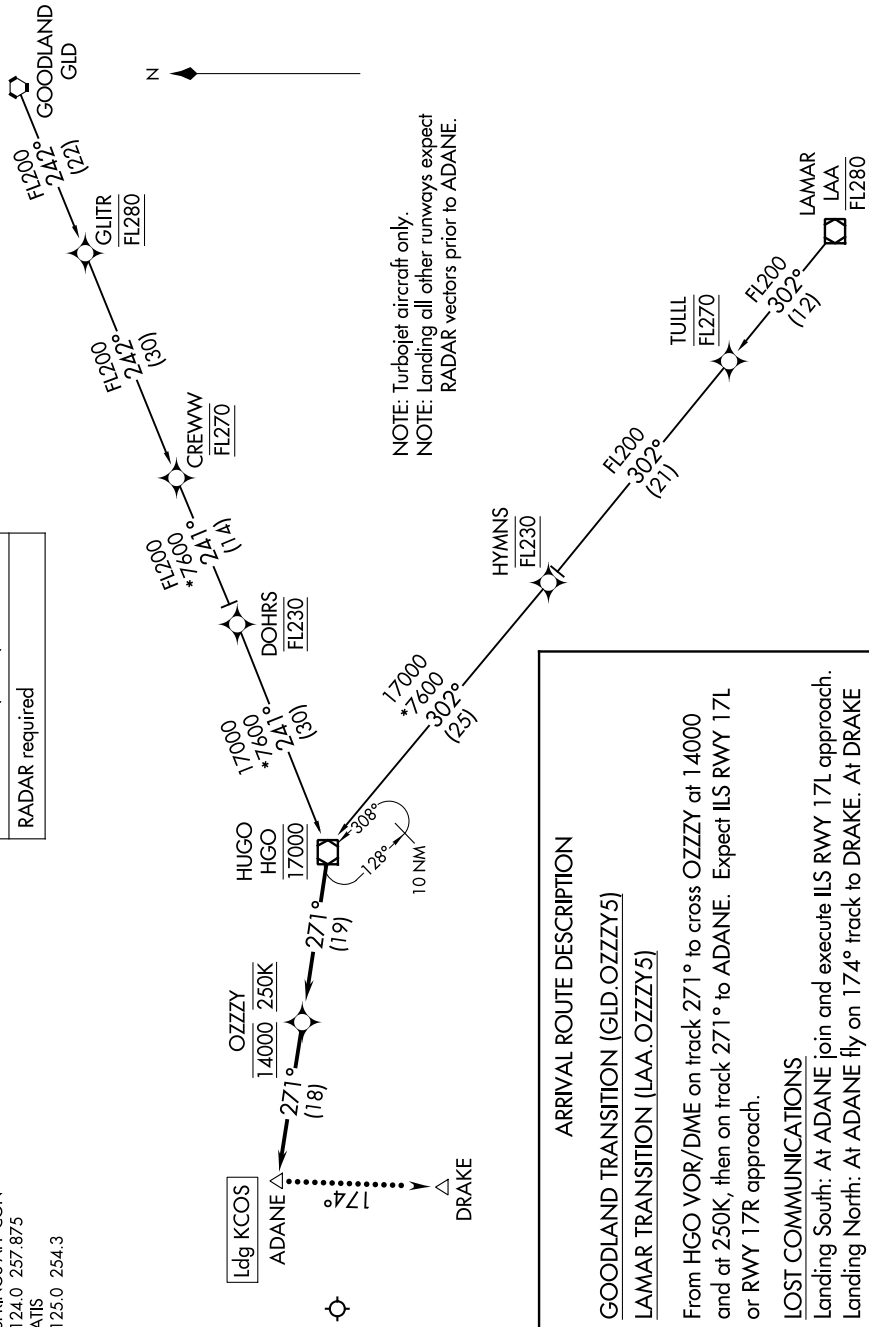 124.0 257.875
ATIS
125.0 254.3
RADAR required
GOODLAND
GLD
N
FL200
242°
(22)
GLITR
FL280
FL200
242°
(30)
CREWW
FL270
FL200
*7600
241°
(14)
DOHRS
FL230
17000
*7600
241°
(30)
NOTE: Turbojet aircraft only.
NOTE: Landing all other runways expect
RADAR vectors prior to ADANE.
LAMAR
LAA
FL280
FL200
302°
(12)
TULLL
FL270
FL200
302°
(21)
HYMNS
FL230
17000
*7600
302°
(25)
HUGO
HGO
17000
308°
128°
10 NM
271°
(19)
OZZZY
14000 250K
271°
(18)
Ldg KCOS
ADANE
174°
DRAKE
ARRIVAL ROUTE DESCRIPTION
GOODLAND TRANSITION (GLD.OZZZY5)
LAMAR TRANSITION (LAA.OZZZY5)
From HGO VOR/DME on track 271° to cross OZZZY at 14000
and at 250K, then on track 271° to ADANE. Expect ILS RWY 17L
or RWY 17R approach.
LOST COMMUNICATIONS
Landing South: At ADANE join and execute ILS RWY 17L approach.
Landing North: At ADANE fly on 174° track to DRAKE. At DRAKE